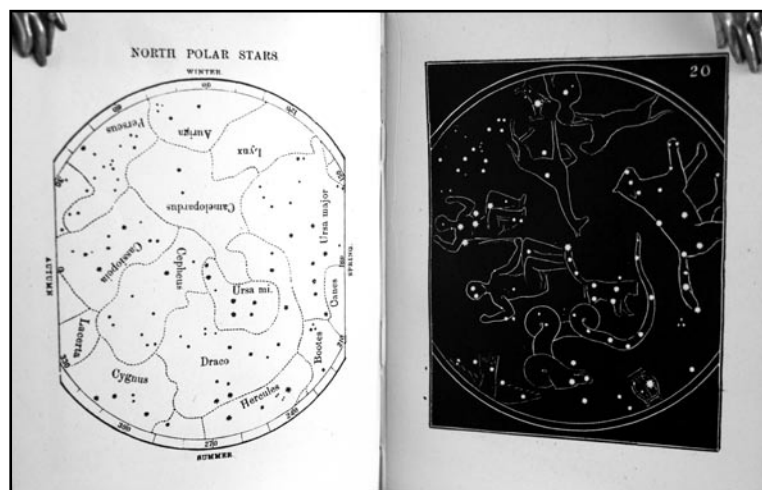 NORTH POLAR STARS
WINTER.
Perseus
Auriga
Lynx
Camelopardus
Ursa major
Cassiopeia
Cepheus
Ursa mi.
AUTUMN
SPRING.
Canes
Lacerta
Draco
Bootes
Cygnus
Hercules
270
SUMMER.
20